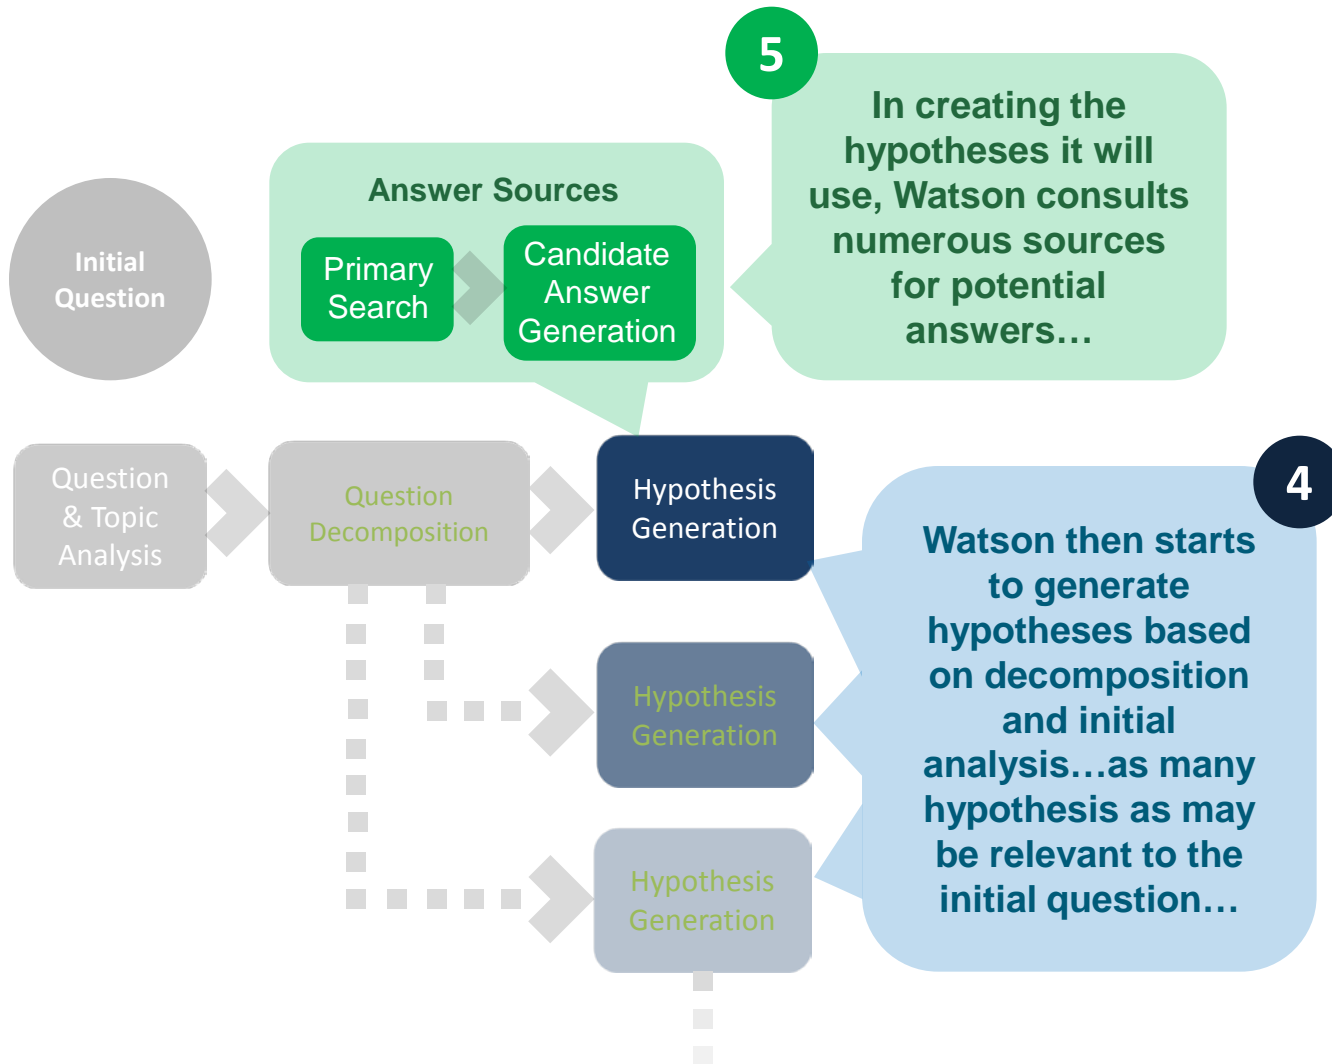 5
In creating the
hypotheses it will
use, Watson consults
numerous sources
for potential
answers…
Answer Sources
Primary
Search
Candidate
Answer
Generation
Initial
Question
Question
& Topic
Analysis
Question
Decomposition
Hypothesis
Generation
4
Watson then starts
to generate
hypotheses based
on decomposition
and initial
analysis…as many
hypothesis as may
be relevant to the
initial question…
Hypothesis
Generation
Hypothesis
Generation